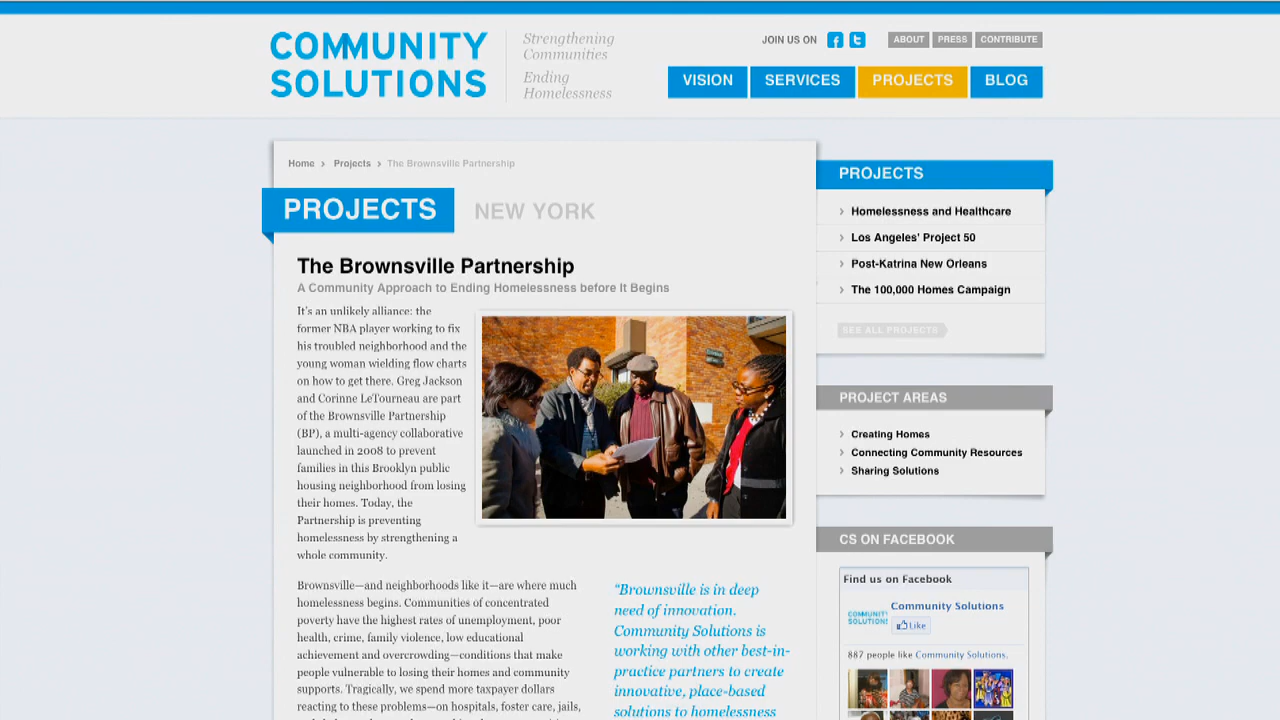 COMMUNITY
SOLUTIONS
Strengthening
Communities
Ending
Homelessness
JOIN US ON
ABOUT
PRESS
CONTRIBUTE
VISION
SERVICES
PROJECTS
BLOG
Home › Projects › The Brownsville Partnership
PROJECTS
NEW YORK
The Brownsville Partnership
A Community Approach to Ending Homelessness before It Begins
It's an unlikely alliance: the
former NBA player working to fix
his troubled neighborhood and the
young woman wielding flow charts
on how to get there. Greg Jackson
and Corinne LeTourneau are part
of the Brownsville Partnership
(BP), a multi-agency collaborative
launched in 2008 to prevent
families in this Brooklyn public
housing neighborhood from losing
their homes. Today, the
Partnership is preventing
homelessness by strengthening a
whole community.
Brownsville—and neighborhoods like it—are where much
homelessness begins. Communities of concentrated
poverty have the highest rates of unemployment, poor
health, crime, family violence, low educational
achievement and overcrowding—conditions that make
people vulnerable to losing their homes and community
supports. Tragically, we spend more taxpayer dollars
reacting to these problems—on hospitals, foster care, jails,
"Brownsville is in deep
need of innovation.
Community Solutions is
working with other best-in-
practice partners to create
innovative, place-based
solutions to homelessness
PROJECTS
› Homelessness and Healthcare
› Los Angeles' Project 50
› Post-Katrina New Orleans
› The 100,000 Homes Campaign
SEE ALL PROJECTS
PROJECT AREAS
› Creating Homes
› Connecting Community Resources
› Sharing Solutions
CS ON FACEBOOK
Find us on Facebook
COMMUNITY
SOLUTIONS
Community Solutions
Like
887 people like Community Solutions.